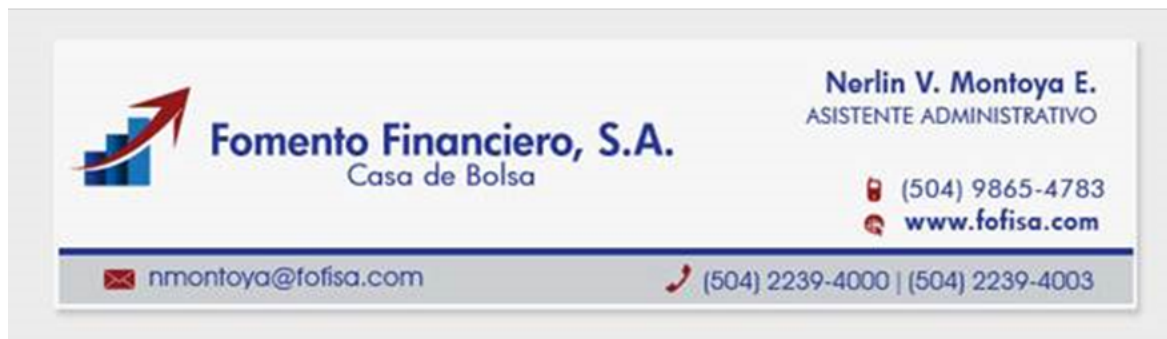 Fomento Financiero, S.A.
Casa de Bolsa
Nerlin V. Montoya E.
ASISTENTE ADMINISTRATIVO
(504) 9865-4783
www.fofisa.com
nmontoya@fofisa.com
(504) 2239-4000 | (504) 2239-4003